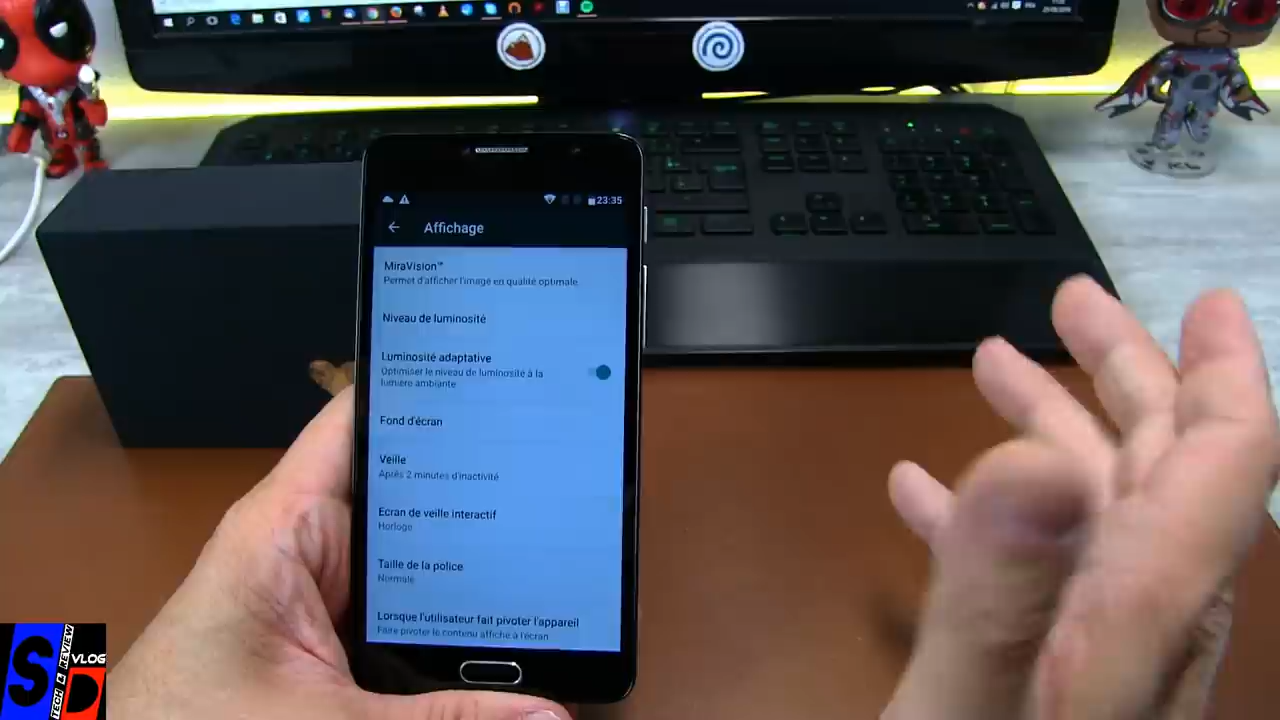 23:35
Affichage
MiraVision™
Permet d'afficher l'image en qualité optimale.
Niveau de luminosité
Luminosité adaptative
Optimiser le niveau de luminosité à la
lumière ambiante
Fond d'écran
Veille
Après 2 minutes d'inactivité
Ecran de veille interactif
Horloge
Taille de la police
Normale
Lorsque l'utilisateur fait pivoter l'appareil
Faire pivoter le contenu affiché à l'écran
SD
TECH & REVIEW
VLOG